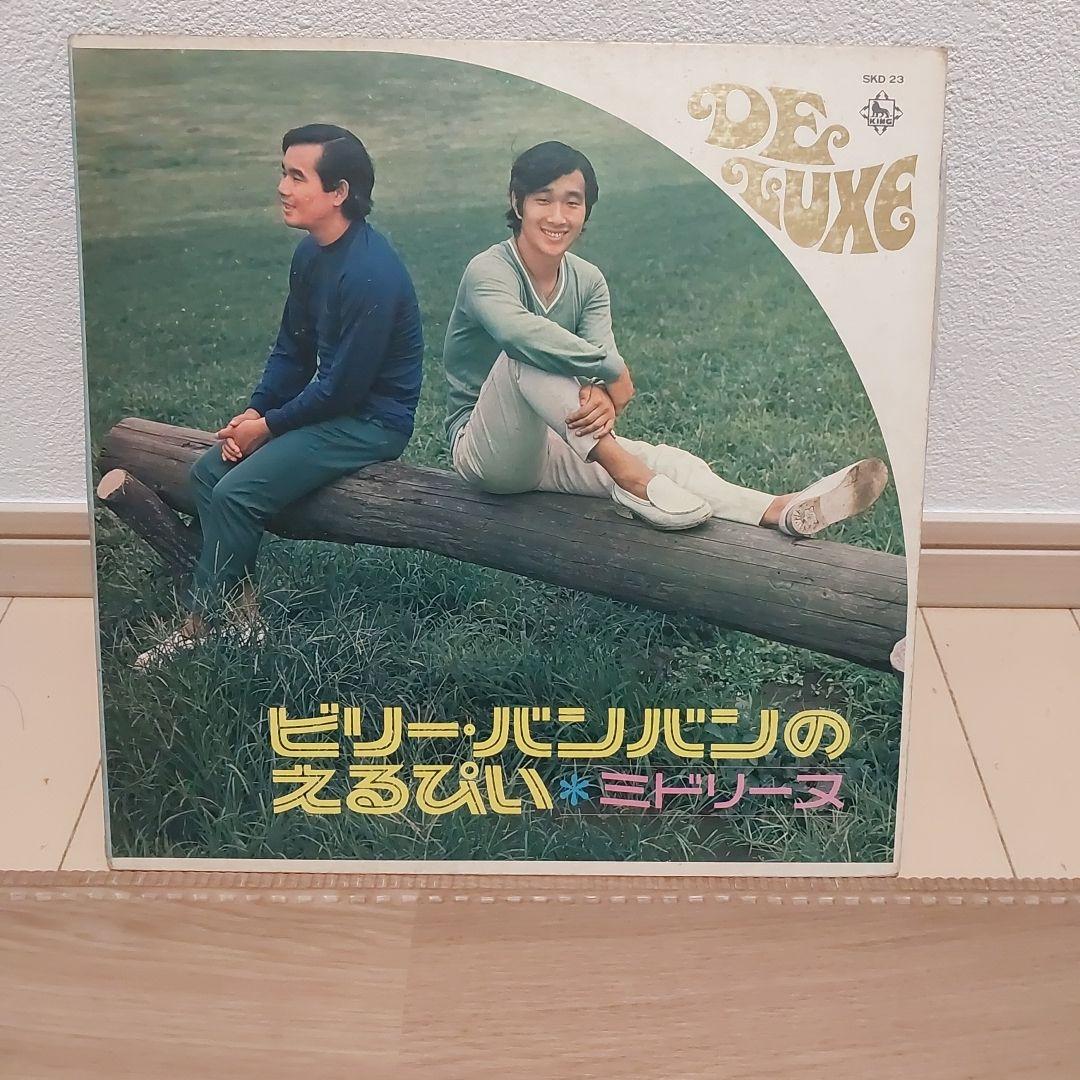 SKD 23
KING
DE
LUXE
ビリー・バンバンの
えるぴい*ミドリーヌ